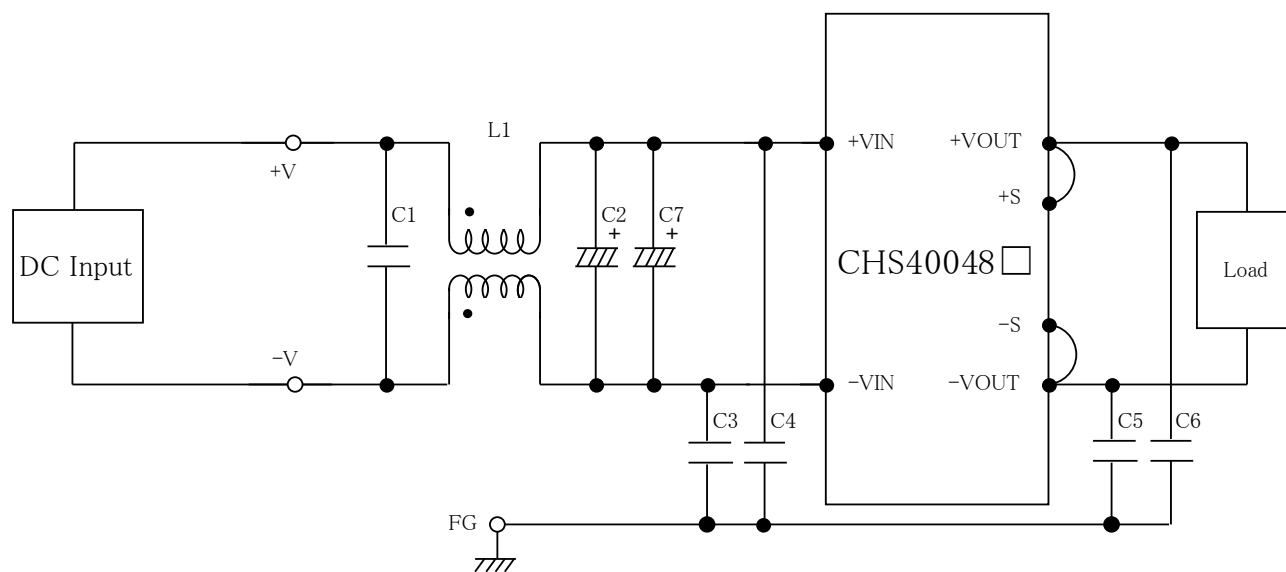 L1
+VIN
+VOUT
+V
+S
C1
C2
+
C7
+
CHS40048□
DC Input
Load
-S
-V
-VIN
-VOUT
C3
C4
C5
C6
FG